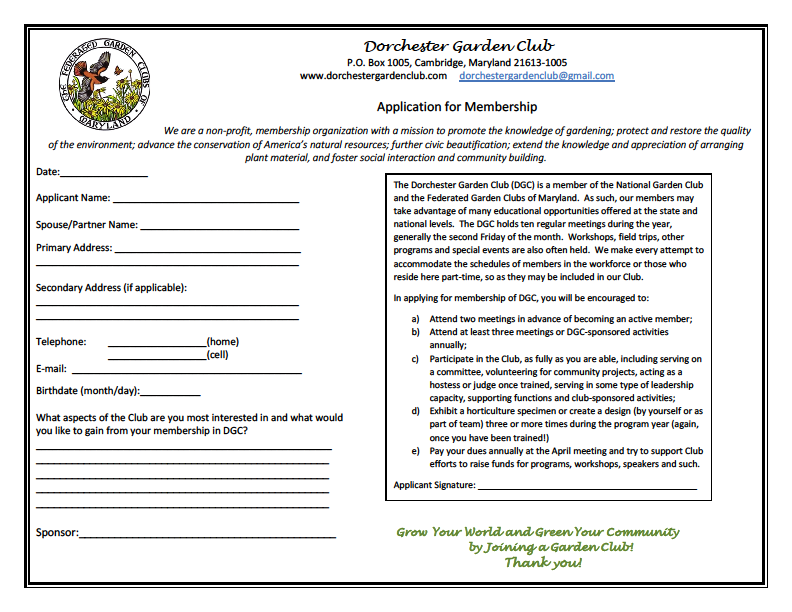 THE FEDERATED GARDEN CLUBS OF MARYLAND
Dorchester Garden Club
P.O. Box 1005, Cambridge, Maryland 21613-1005
www.dorchestergardenclub.com dorchestergardenclub@gmail.com
Application for Membership
We are a non-profit, membership organization with a mission to promote the knowledge of gardening; protect and restore the quality
of the environment; advance the conservation of America's natural resources; further civic beautification; extend the knowledge and appreciation of arranging
plant material, and foster social interaction and community building.
Date:_______________
Applicant Name: ________________________________
Spouse/Partner Name: ___________________________
Primary Address: ________________________________
_____________________________________________
Secondary Address (if applicable):
_____________________________________________
_____________________________________________
Telephone: _________________(home)
_________________(cell)
E-mail: _______________________________________
Birthdate (month/day):__________
What aspects of the Club are you most interested in and what would
you like to gain from your membership in DGC?
__________________________________________________
__________________________________________________
__________________________________________________
__________________________________________________
__________________________________________________
Sponsor:____________________________________________
The Dorchester Garden Club (DGC) is a member of the National Garden Club
and the Federated Garden Clubs of Maryland. As such, our members may
take advantage of many educational opportunities offered at the state and
national levels. The DGC holds ten regular meetings during the year,
generally the second Friday of the month. Workshops, field trips, other
programs and special events are also often held. We make every attempt to
accommodate the schedules of members in the workforce or those who
reside here part-time, so as they may be included in our Club.
In applying for membership of DGC, you will be encouraged to:
a) Attend two meetings in advance of becoming an active member;
b) Attend at least three meetings or DGC-sponsored activities
annually;
c) Participate in the Club, as fully as you are able, including serving on
a committee, volunteering for community projects, acting as a
hostess or judge once trained, serving in some type of leadership
capacity, supporting functions and club-sponsored activities;
d) Exhibit a horticulture specimen or create a design (by yourself or as
part of team) three or more times during the program year (again,
once you have been trained!)
e) Pay your dues annually at the April meeting and try to support Club
efforts to raise funds for programs, workshops, speakers and such.
Applicant Signature: ______________________________________
Grow Your World and Green Your Community
by Joining a Garden Club!
Thank you!